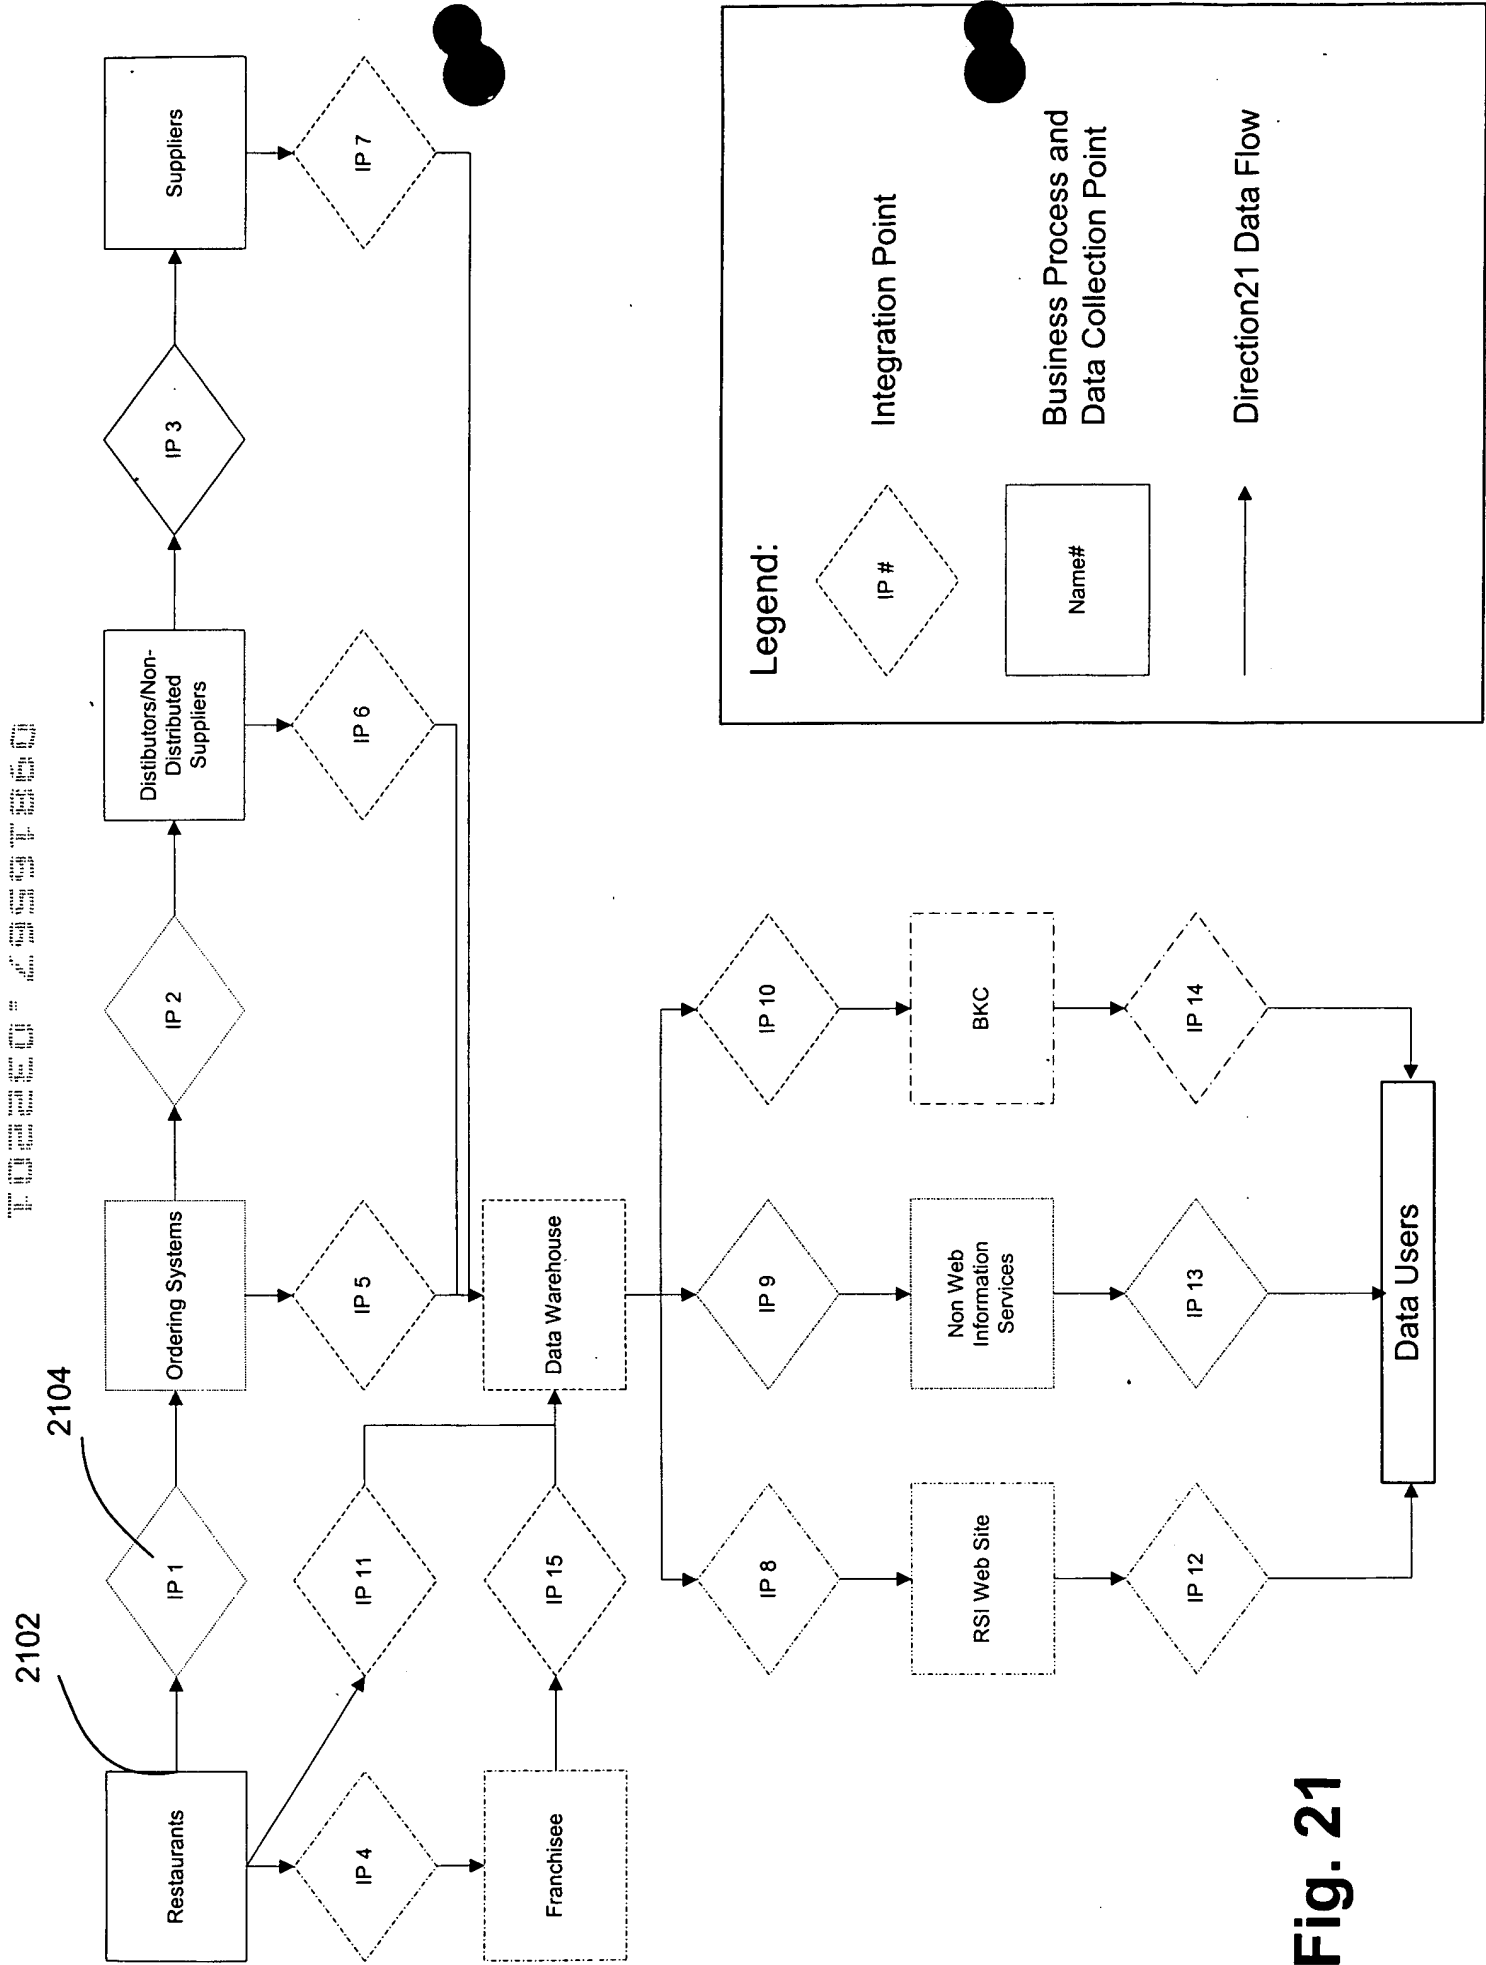 09815567.032201
2102
2104
Restaurants
IP 1
Ordering Systems
IP 2
Distibutors/Non-
Distributed
Suppliers
IP 3
Suppliers
IP 4
IP 11
IP 5
IP 6
IP 7
Franchisee
IP 15
Data Warehouse
IP 8
IP 9
IP 10
RSI Web Site
Non Web
Information
Services
BKC
IP 12
IP 13
IP 14
Data Users
Legend:
IP #
Integration Point
Name#
Business Process and
Data Collection Point
Direction21 Data Flow
Fig. 21